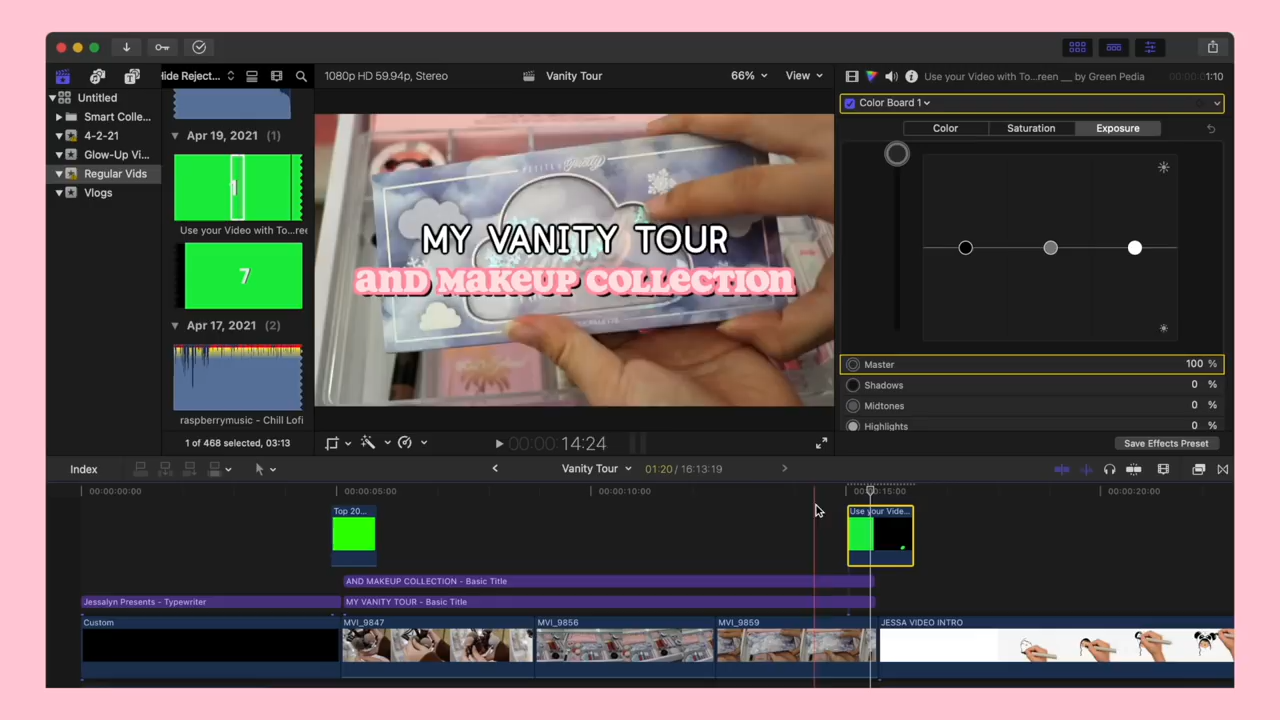 Hide Reject...
1080p HD 59.94p, Stereo
Vanity Tour
66%
View
Use your Video with To...reen __ by Green Pedia
1:10
Untitled
Smart Colle...
4-2-21
Glow-Up Vi...
Regular Vids
Vlogs
Apr 19, 2021 (1)
1
Use your Video with To...reen
7
Apr 17, 2021 (2)
raspberrymusic - Chill Lofi
1 of 468 selected, 03:13
MY VANITY TOUR
AND MAKEUP COLLECTION
00:00:14:24
Color Board 1
Color
Saturation
Exposure
Master
100 %
Shadows
0 %
Midtones
0 %
Highlights
0 %
Save Effects Preset
Index
Vanity Tour
01:20 / 16:13:19
00:00:00:00
00:00:05:00
00:00:10:00
00:00:15:00
00:00:20:00
Top 20...
Use your Vide...
AND MAKEUP COLLECTION - Basic Title
Jessalyn Presents - Typewriter
MY VANITY TOUR - Basic Title
Custom
MVI_9847
MVI_9856
MVI_9859
JESSA VIDEO INTRO